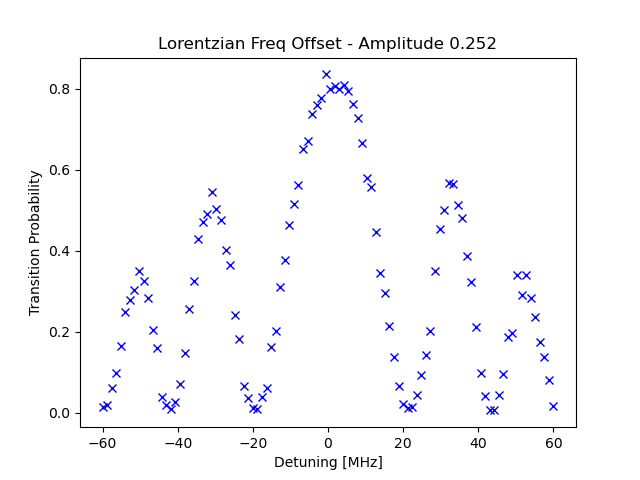 Lorentzian Freq Offset - Amplitude 0.252
Transition Probability
0.8
0.6
0.4
0.2
0.0
−60 −40 −20 0 20 40 60
Detuning [MHz]